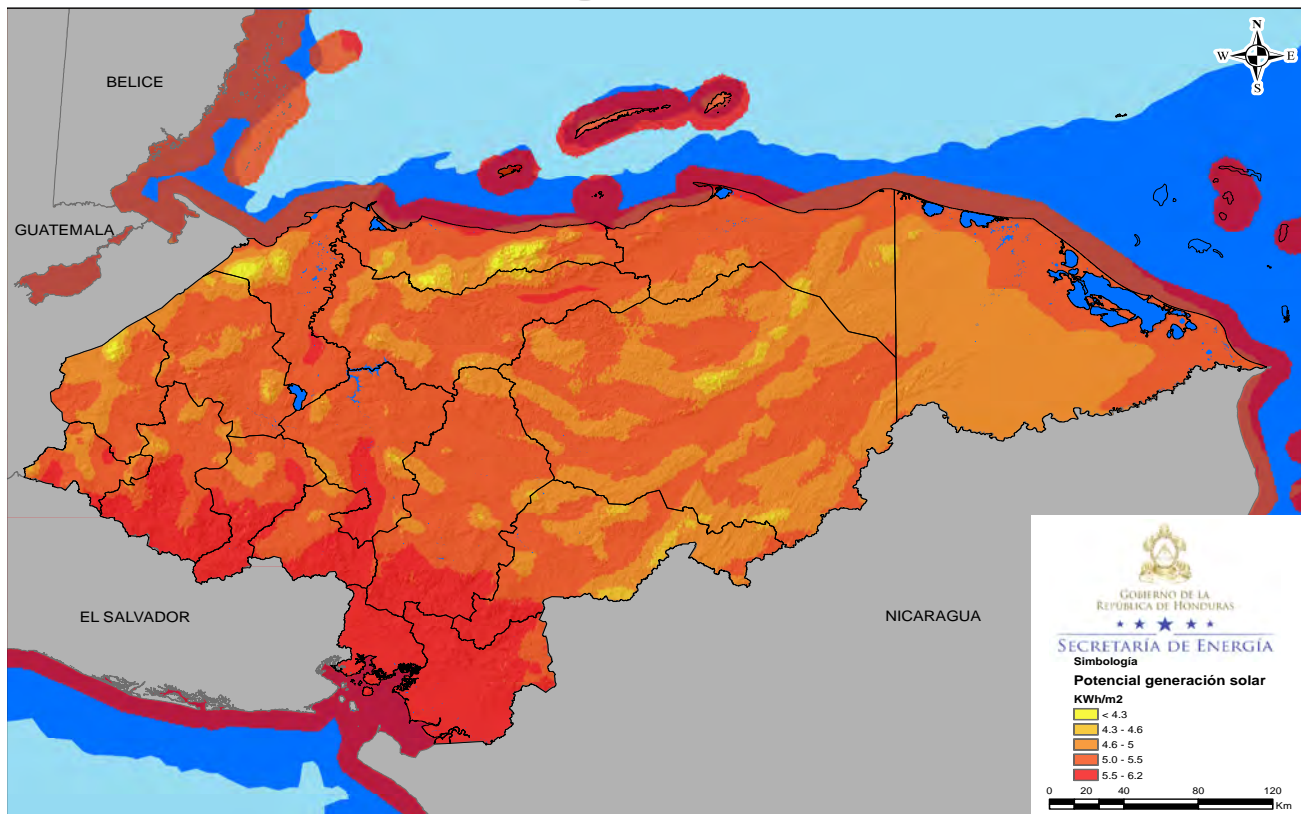 N
W E
S
BELICE
GUATEMALA
EL SALVADOR
NICARAGUA
GOBIERNO DE LA
REPÚBLICA DE HONDURAS
SECRETARÍA DE ENERGÍA
Simbología
Potencial generación solar
KWh/m2
< 4.3
4.3 - 4.6
4.6 - 5
5.0 - 5.5
5.5 - 6.2
0 20 40 80 120
Km